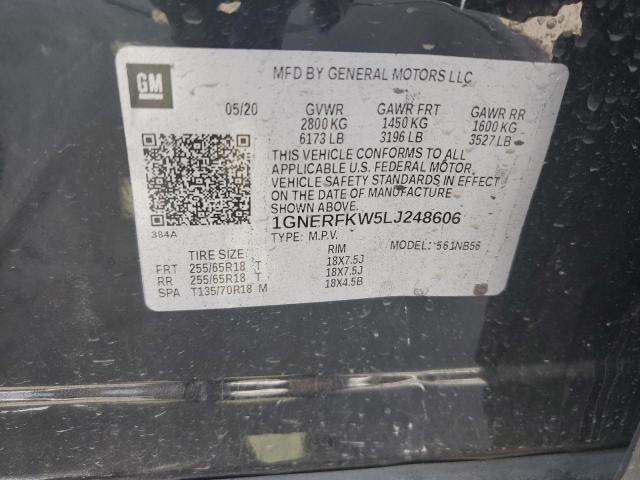 GM
MFD BY GENERAL MOTORS LLC
05/20 GVWR GAWR FRT GAWR RR
2800 KG 1450 KG 1600 KG
6173 LB 3196 LB 3527 LB
THIS VEHICLE CONFORMS TO ALL
APPLICABLE U.S. FEDERAL MOTOR
VEHICLE SAFETY STANDARDS IN EFFECT
ON THE DATE OF MANUFACTURE
SHOWN ABOVE.
384A
1GNERFKW5LJ248606
TYPE: M.P.V. MODEL: *561NB56
TIRE SIZE: RIM
FRT 255/65R18 T 18X7.5J
RR 255/65R18 T 18X7.5J
SPA T135/70R18 M 18X4.5B